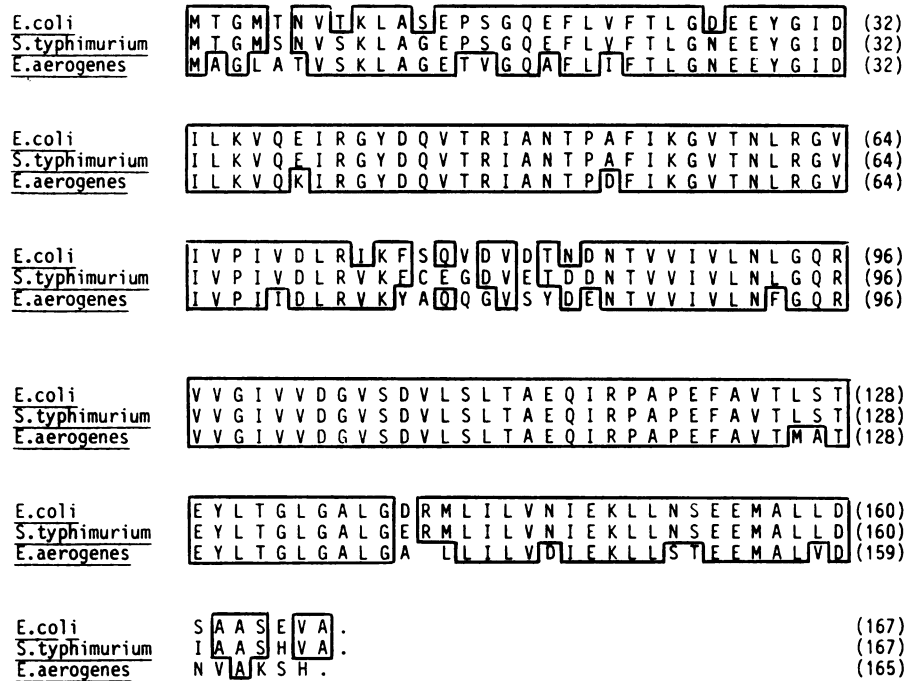 E.coli M T G M T N V T K L A S E P S G Q E F L V F T L G D E E Y G I D (32)
S.typhimurium M T G M S N V S K L A G E P S G Q E F L V F T L G N E E Y G I D (32)
E.aerogenes M A G L A T V S K L A G E T V G Q A F L I F T L G N E E Y G I D (32)
E.coli I L K V Q E I R G Y D Q V T R I A N T P A F I K G V T N L R G V (64)
S.typhimurium I L K V Q E I R G Y D Q V T R I A N T P A F I K G V T N L R G V (64)
E.aerogenes I L K V Q K I R G Y D Q V T R I A N T P D F I K G V T N L R G V (64)
E.coli I V P I V D L R I K F S Q V D V D T N D N T V V I V L N L G Q R (96)
S.typhimurium I V P I V D L R V K F C E G D V E T D D N T V V I V L N L G Q R (96)
E.aerogenes I V P I I D L R V K Y A Q Q G V S Y D E N T V V I V L N F G Q R (96)
E.coli V V G I V V D G V S D V L S L T A E Q I R P A P E F A V T L S T (128)
S.typhimurium V V G I V V D G V S D V L S L T A E Q I R P A P E F A V T L S T (128)
E.aerogenes V V G I V V D G V S D V L S L T A E Q I R P A P E F A V T M A T (128)
E.coli E Y L T G L G A L G D R M L I L V N I E K L L N S E E M A L L D (160)
S.typhimurium E Y L T G L G A L G E R M L I L V N I E K L L N S E E M A L L D (160)
E.aerogenes E Y L T G L G A L G A L L I L V D I E K L L S T E E M A L V D (159)
E.coli S A A S E V A . (167)
S.typhimurium I A A S H V A . (167)
E.aerogenes N V A K S H . (165)